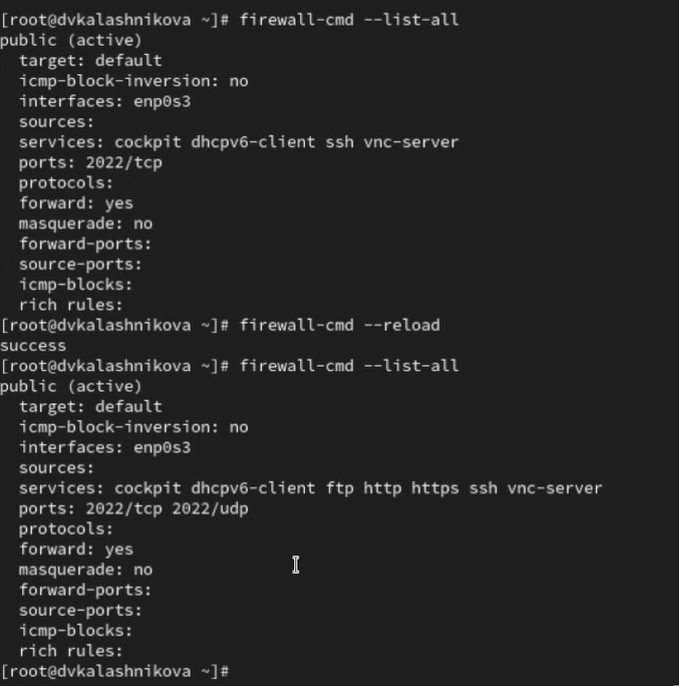 [root@dvkalashnikova ~]# firewall-cmd --list-all
public (active)
  target: default
  icmp-block-inversion: no
  interfaces: enp0s3
  sources:
  services: cockpit dhcpv6-client ssh vnc-server
  ports: 2022/tcp
  protocols:
  forward: yes
  masquerade: no
  forward-ports:
  source-ports:
  icmp-blocks:
  rich rules:
[root@dvkalashnikova ~]# firewall-cmd --reload
success
[root@dvkalashnikova ~]# firewall-cmd --list-all
public (active)
  target: default
  icmp-block-inversion: no
  interfaces: enp0s3
  sources:
  services: cockpit dhcpv6-client ftp http https ssh vnc-server
  ports: 2022/tcp 2022/udp
  protocols:
  forward: yes
  masquerade: no
  forward-ports:
  source-ports:
  icmp-blocks:
  rich rules:
[root@dvkalashnikova ~]#